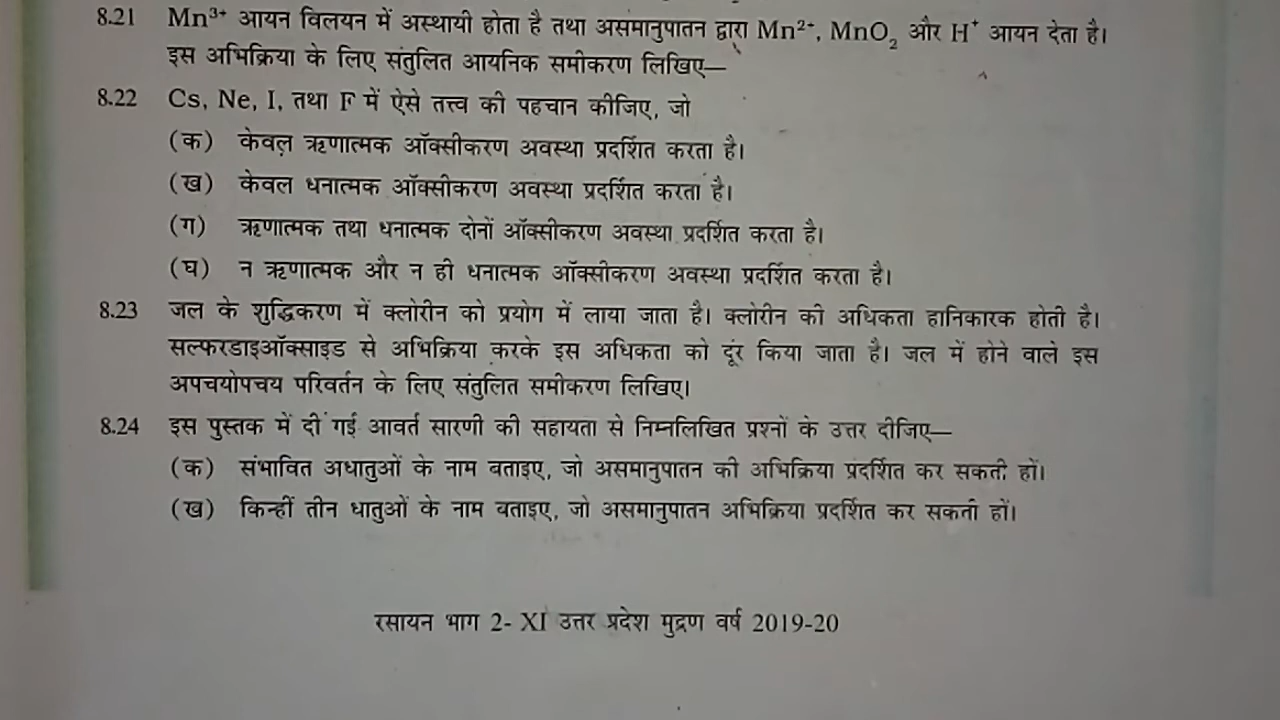 8.21 Mn³⁺ आयन विलयन में अस्थायी होता है तथा असमानुपातन द्वारा Mn²⁺, MnO₂ और H⁺ आयन देता है।
इस अभिक्रिया के लिए संतुलित आयनिक समीकरण लिखिए—
8.22 Cs, Ne, I, तथा F में ऐसे तत्त्व की पहचान कीजिए, जो
(क) केवल ऋणात्मक ऑक्सीकरण अवस्था प्रदर्शित करता है।
(ख) केवल धनात्मक ऑक्सीकरण अवस्था प्रदर्शित करता है।
(ग) ऋणात्मक तथा धनात्मक दोनों ऑक्सीकरण अवस्था प्रदर्शित करता है।
(घ) न ऋणात्मक और न ही धनात्मक ऑक्सीकरण अवस्था प्रदर्शित करता है।
8.23 जल के शुद्धिकरण में क्लोरीन को प्रयोग में लाया जाता है। क्लोरीन की अधिकता हानिकारक होती है।
सल्फरडाइऑक्साइड से अभिक्रिया करके इस अधिकता को दूर किया जाता है। जल में होने वाले इस
अपचयोपचय परिवर्तन के लिए संतुलित समीकरण लिखिए।
8.24 इस पुस्तक में दी गई आवर्त सारणी की सहायता से निम्नलिखित प्रश्नों के उत्तर दीजिए—
(क) संभावित अधातुओं के नाम बताइए, जो असमानुपातन की अभिक्रिया प्रदर्शित कर सकती हों।
(ख) किन्हीं तीन धातुओं के नाम बताइए, जो असमानुपातन अभिक्रिया प्रदर्शित कर सकती हों।
रसायन भाग 2- XI उत्तर प्रदेश मुद्रण वर्ष 2019-20